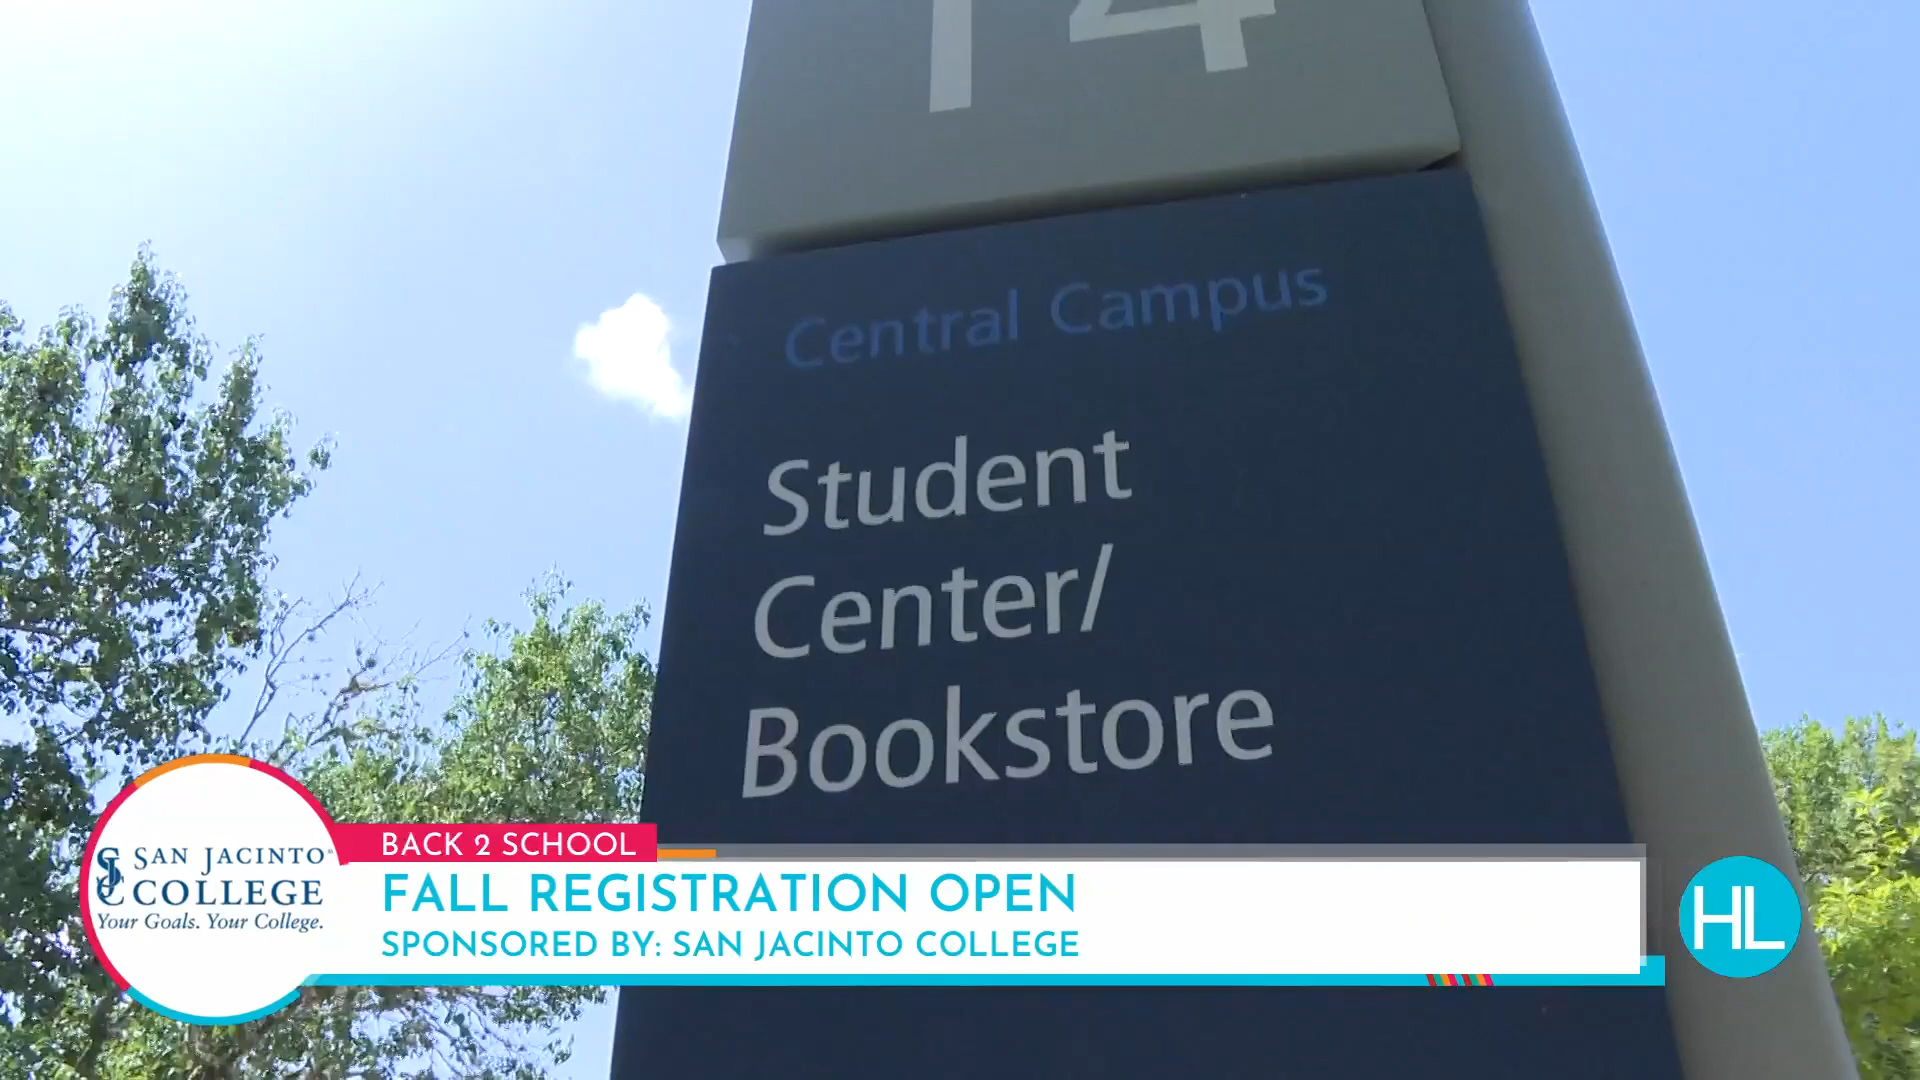 14
Central Campus
Student
Center/
Bookstore
SAN JACINTO
COLLEGE
Your Goals. Your College.
BACK 2 SCHOOL
FALL REGISTRATION OPEN
SPONSORED BY: SAN JACINTO COLLEGE
HL